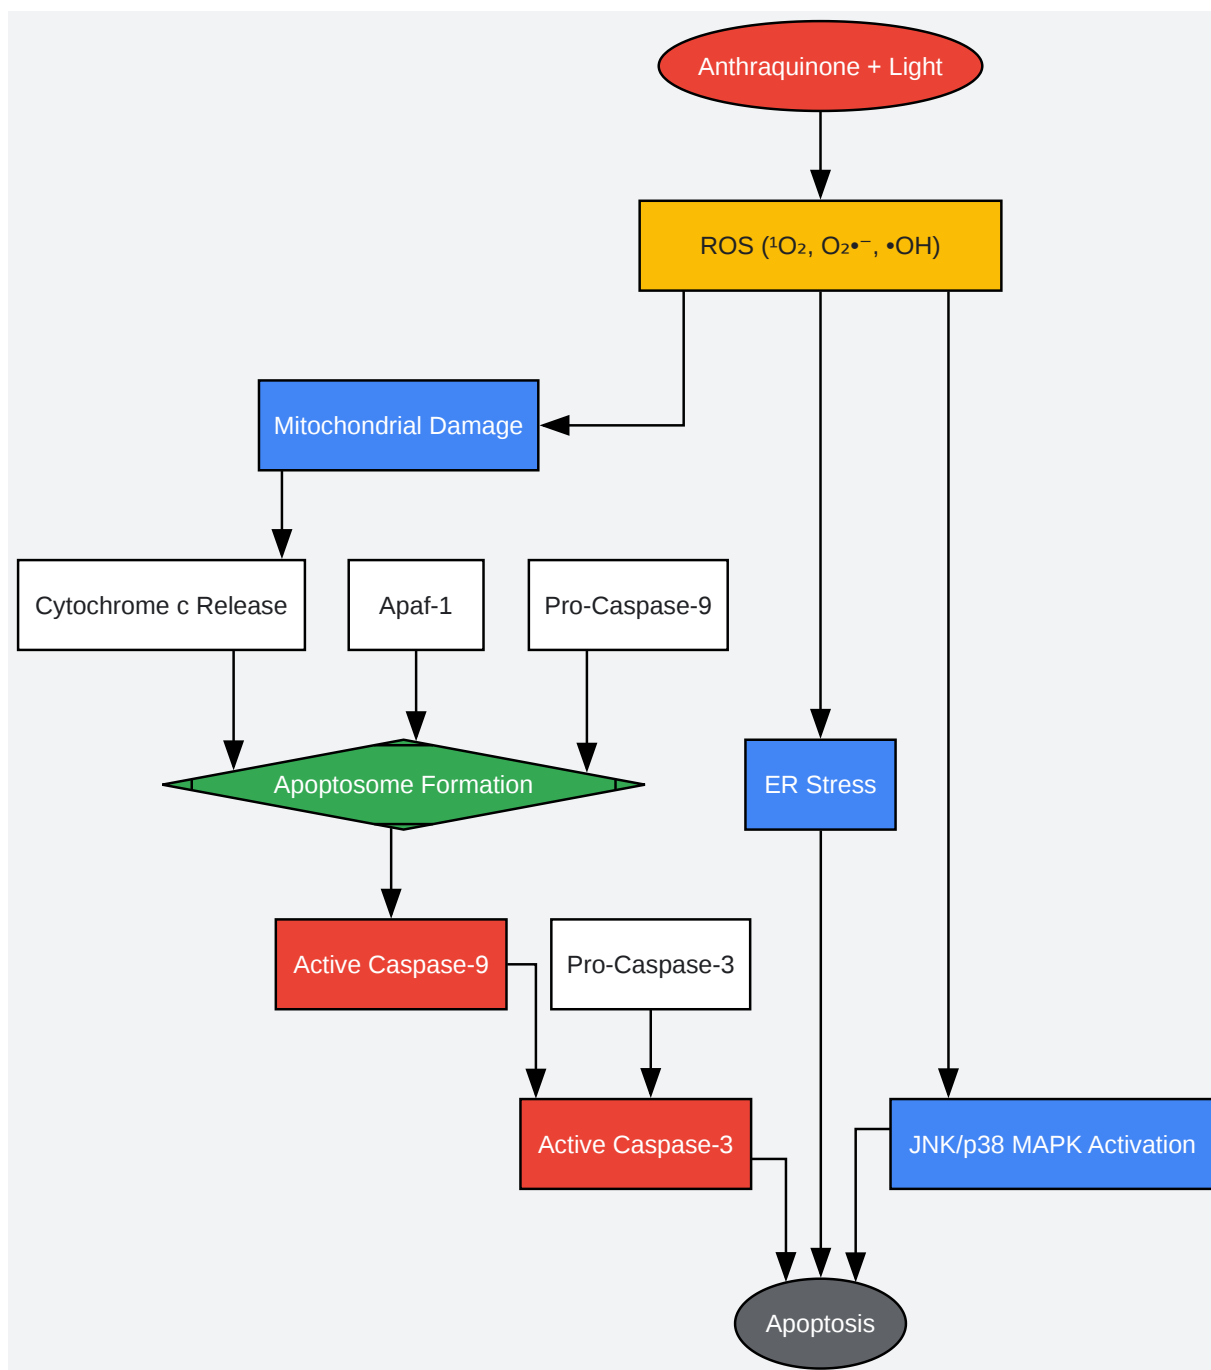 Anthraquinone + Light
ROS (¹O₂, O₂•⁻, •OH)
Mitochondrial Damage
Cytochrome c Release
Apaf-1
Pro-Caspase-9
Apoptosome Formation
ER Stress
Active Caspase-9
Pro-Caspase-3
Active Caspase-3
JNK/p38 MAPK Activation
Apoptosis